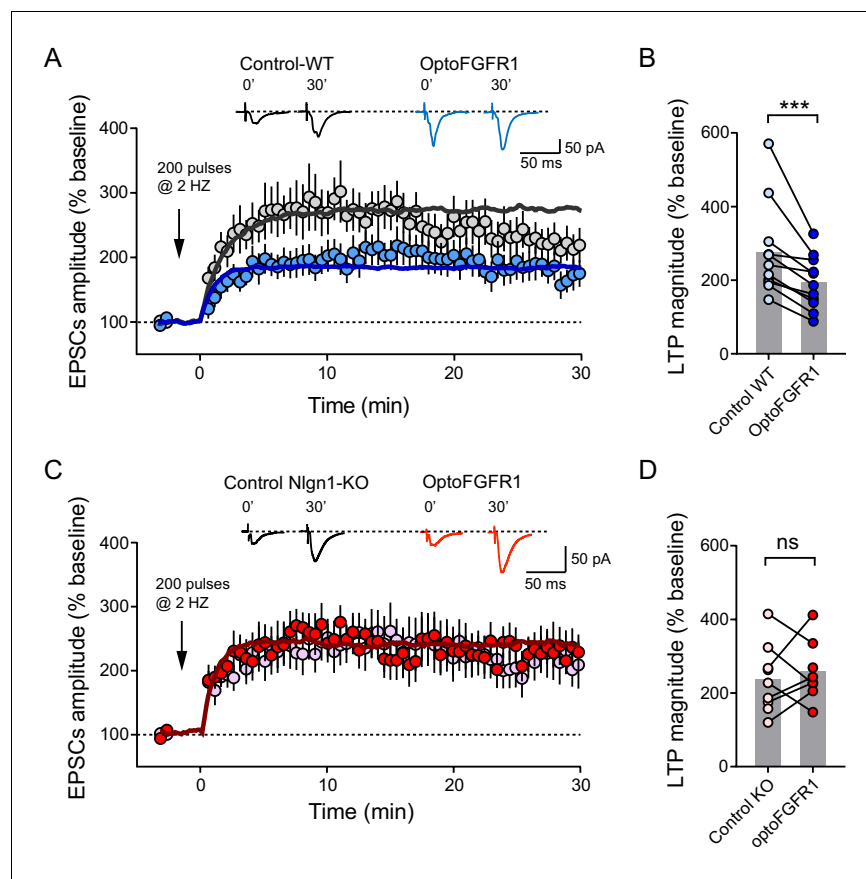 A
Control-WT
OptoFGFR1
0'
30'
0'
30'
50 pA
50 ms
EPSCs amplitude (% baseline)
400
300
200
100
200 pulses
@ 2 HZ
0
10
20
30
Time (min)
B
***
LTP magnitude (% baseline)
600
400
200
0
Control WT
OptoFGFR1
C
Control Nlgn1-KO
OptoFGFR1
0'
30'
0'
30'
50 pA
50 ms
EPSCs amplitude (% baseline)
400
300
200
100
200 pulses
@ 2 HZ
0
10
20
30
Time (min)
D
ns
LTP magnitude (% baseline)
600
400
200
0
Control KO
optoFGFR1